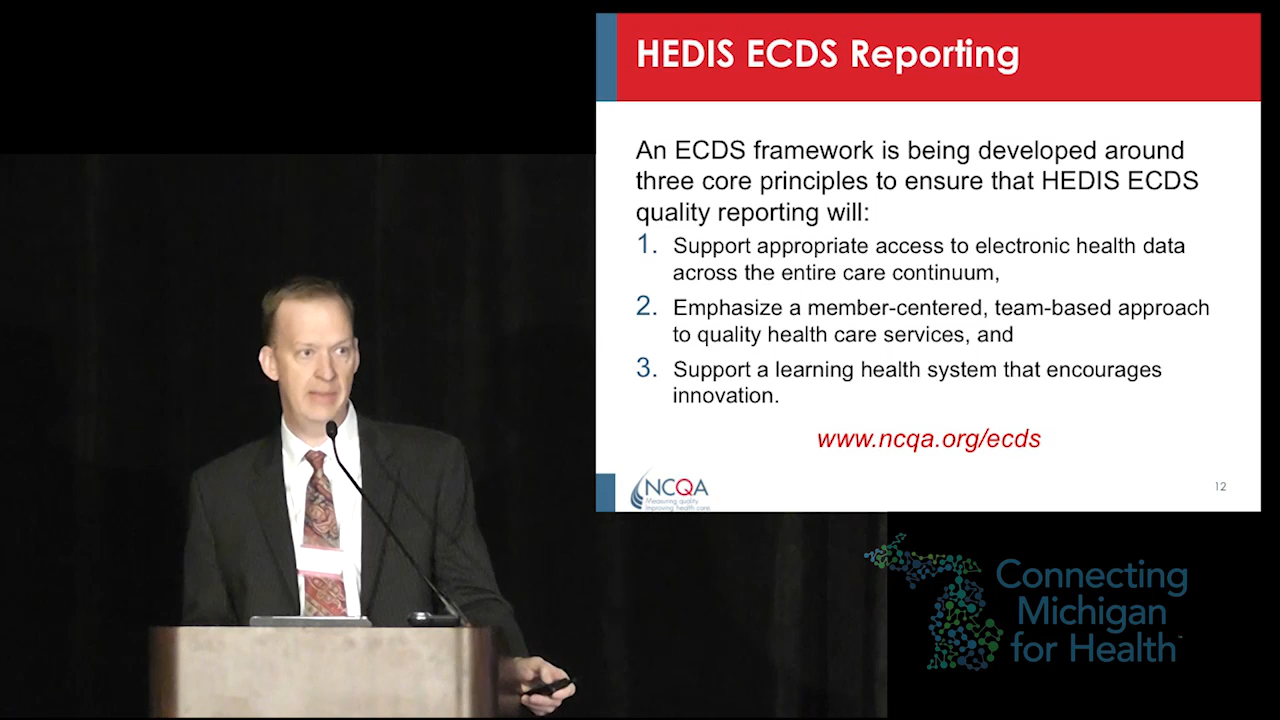 HEDIS ECDS Reporting
An ECDS framework is being developed around
three core principles to ensure that HEDIS ECDS
quality reporting will:
1. Support appropriate access to electronic health data
across the entire care continuum,
2. Emphasize a member-centered, team-based approach
to quality health care services, and
3. Support a learning health system that encourages
innovation.
www.ncqa.org/ecds
NCQA
Measuring quality.
Improving health care.
12
Connecting
Michigan
for Health™